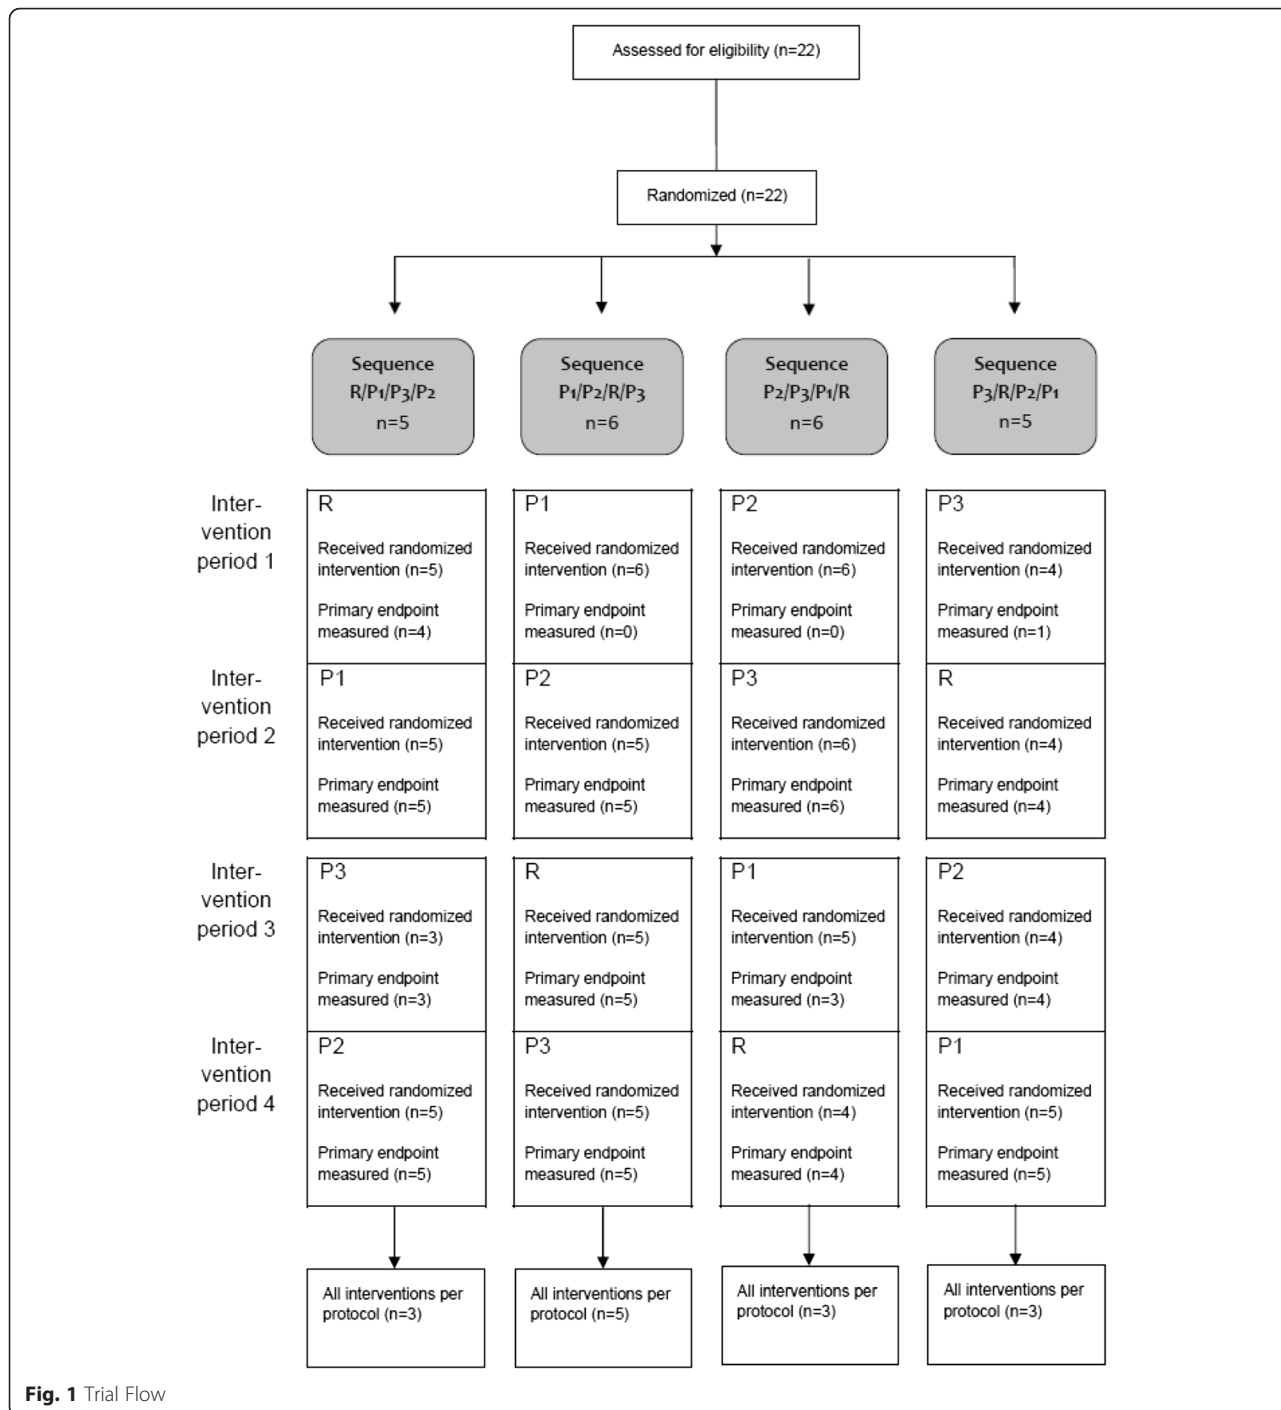 Assessed for eligibility (n=22)
Randomized (n=22)
Sequence
R/P1/P3/P2
n=5
Sequence
P1/P2/R/P3
n=6
Sequence
P2/P3/P1/R
n=6
Sequence
P3/R/P2/P1
n=5
Inter-
vention
period 1
R
Received randomized
intervention (n=5)
Primary endpoint
measured (n=4)
P1
Received randomized
intervention (n=6)
Primary endpoint
measured (n=0)
P2
Received randomized
intervention (n=6)
Primary endpoint
measured (n=0)
P3
Received randomized
intervention (n=4)
Primary endpoint
measured (n=1)
Inter-
vention
period 2
P1
Received randomized
intervention (n=5)
Primary endpoint
measured (n=5)
P2
Received randomized
intervention (n=5)
Primary endpoint
measured (n=5)
P3
Received randomized
intervention (n=6)
Primary endpoint
measured (n=6)
R
Received randomized
intervention (n=4)
Primary endpoint
measured (n=4)
Inter-
vention
period 3
P3
Received randomized
intervention (n=3)
Primary endpoint
measured (n=3)
R
Received randomized
intervention (n=5)
Primary endpoint
measured (n=5)
P1
Received randomized
intervention (n=5)
Primary endpoint
measured (n=3)
P2
Received randomized
intervention (n=4)
Primary endpoint
measured (n=4)
Inter-
vention
period 4
P2
Received randomized
intervention (n=5)
Primary endpoint
measured (n=5)
P3
Received randomized
intervention (n=5)
Primary endpoint
measured (n=5)
R
Received randomized
intervention (n=4)
Primary endpoint
measured (n=4)
P1
Received randomized
intervention (n=5)
Primary endpoint
measured (n=5)
All interventions per
protocol (n=3)
All interventions per
protocol (n=5)
All interventions per
protocol (n=3)
All interventions per
protocol (n=3)
Fig. 1 Trial Flow